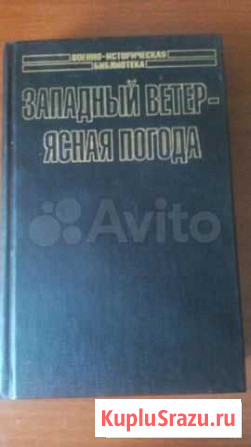 ВОЕННО-ИСТОРИЧЕСКАЯ
БИБЛИОТЕКА
ЗАПАДНЫЙ ВЕТЕР -
ЯСНАЯ ПОГОДА
Avito
KupluSrazu.ru